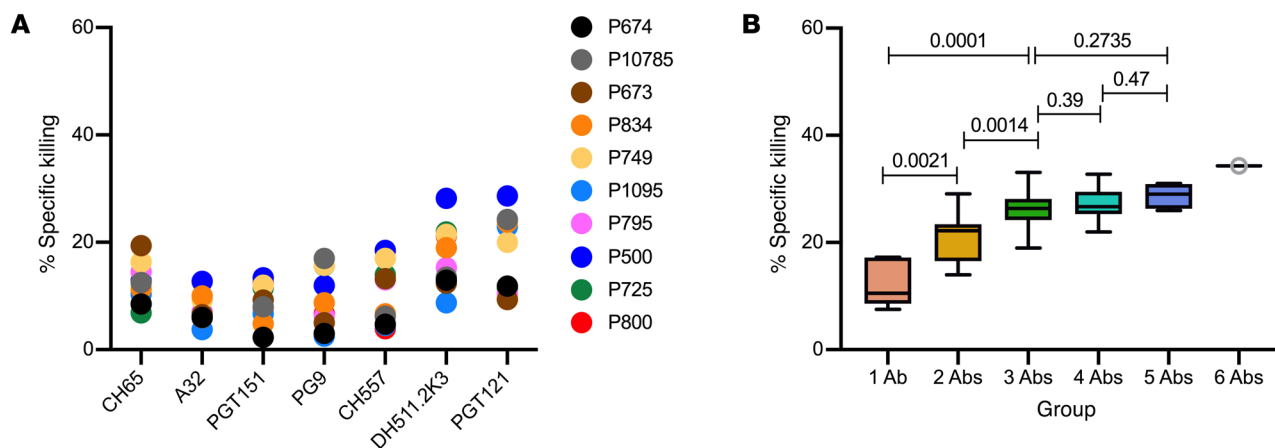 A
% Specific killing
60
40
20
0
CH65
A32
PGT151
PG9
CH557
DH511.2K3
PGT121
P674
P10785
P673
P834
P749
P1095
P795
P500
P725
P800
B
% Specific killing
60
40
20
0
0.0001
0.2735
0.47
0.39
0.0014
0.0021
1 Ab
2 Abs
3 Abs
4 Abs
5 Abs
6 Abs
Group